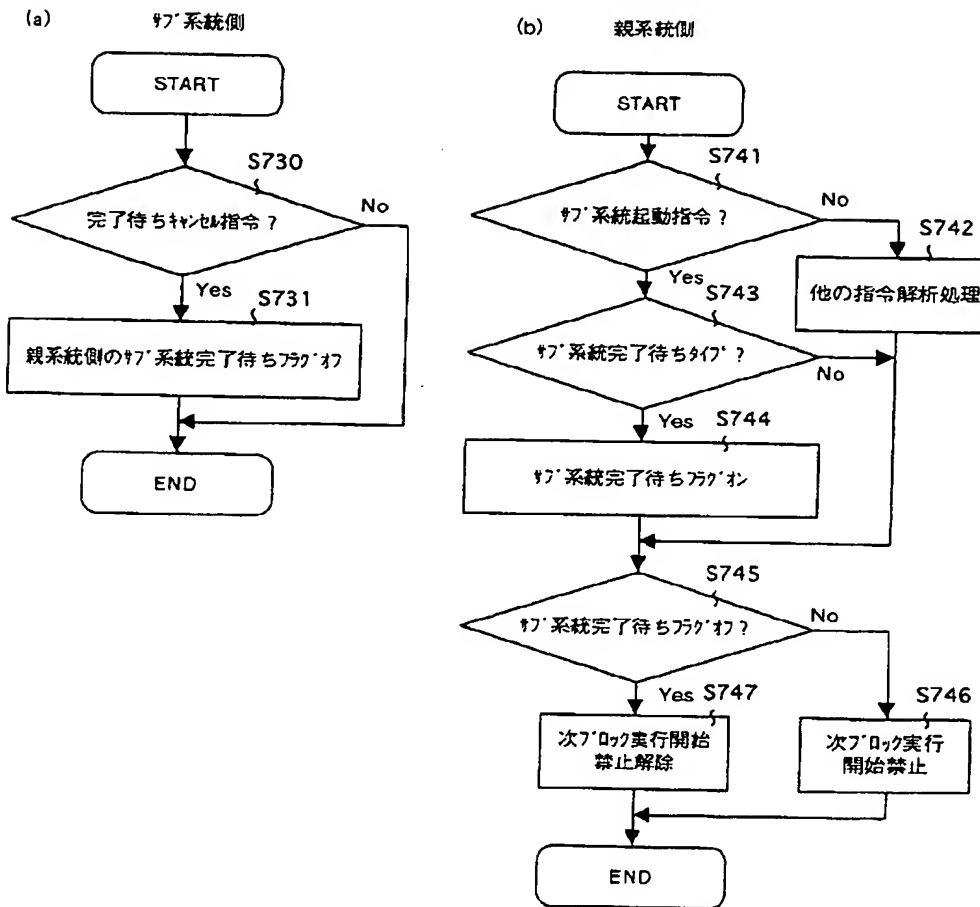 (a)
ｻﾌﾞ系統側
START
S730
完了待ちｷｬﾝｾﾙ指令？
No
Yes
S731
親系統側のｻﾌﾞ系統完了待ちﾌﾗｸﾞｵﾌ
END
(b)
親系統側
START
S741
ｻﾌﾞ系統起動指令？
No
S742
他の指令解析処理
Yes
S743
ｻﾌﾞ系統完了待ちﾀｲﾌﾟ？
No
Yes
S744
ｻﾌﾞ系統完了待ちﾌﾗｸﾞｵﾝ
S745
ｻﾌﾞ系統完了待ちﾌﾗｸﾞｵﾌ？
No
Yes
S747
次ブロック実行開始
禁止解除
S746
次ブロック実行
開始禁止
END